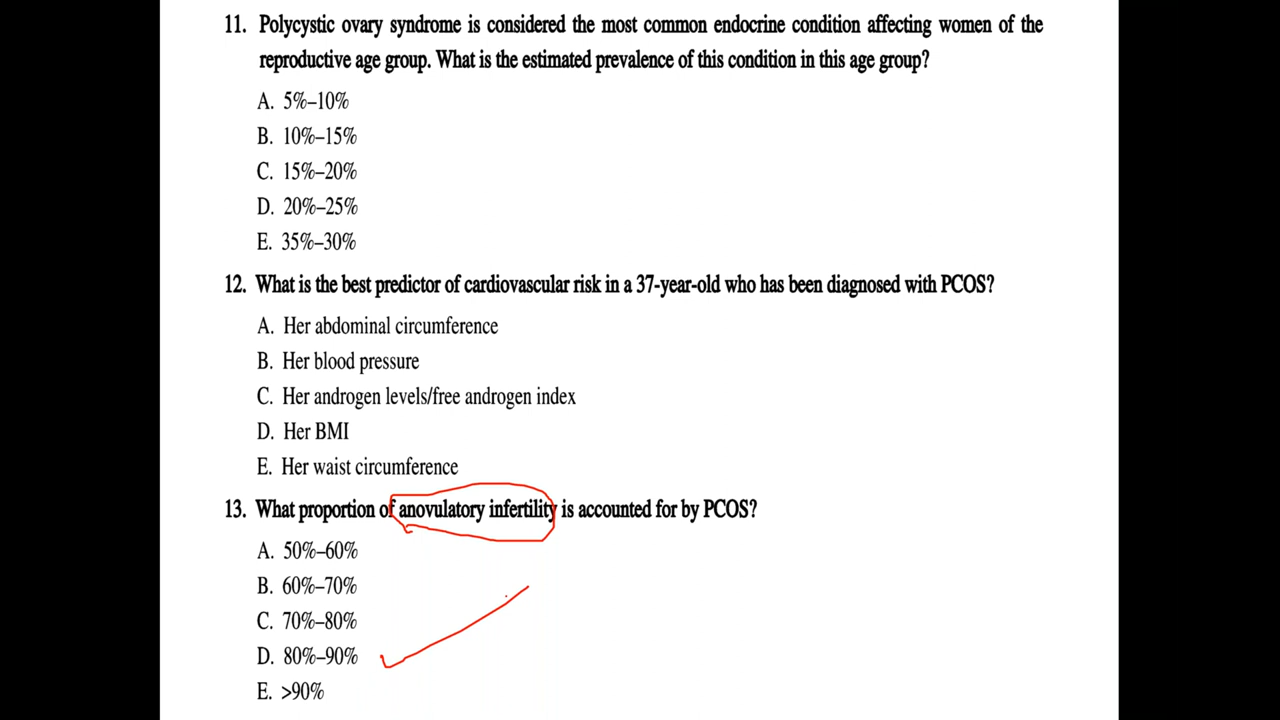 11. Polycystic ovary syndrome is considered the most common endocrine condition affecting women of the
reproductive age group. What is the estimated prevalence of this condition in this age group?
A. 5%–10%
B. 10%–15%
C. 15%–20%
D. 20%–25%
E. 35%–30%
12. What is the best predictor of cardiovascular risk in a 37-year-old who has been diagnosed with PCOS?
A. Her abdominal circumference
B. Her blood pressure
C. Her androgen levels/free androgen index
D. Her BMI
E. Her waist circumference
13. What proportion of anovulatory infertility is accounted for by PCOS?
A. 50%–60%
B. 60%–70%
C. 70%–80%
D. 80%–90%
E. >90%